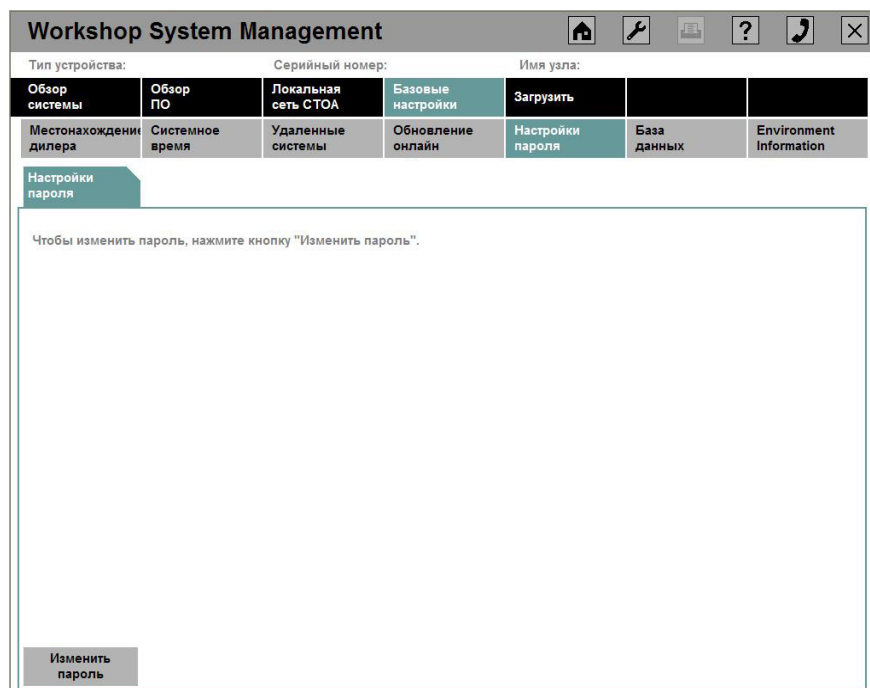 Workshop System Management
Тип устройства: Серийный номер: Имя узла:
Обзор системы Обзор ПО Локальная сеть СТОА Базовые настройки Загрузить
Местонахождение дилера Системное время Удаленные системы Обновление онлайн Настройки пароля База данных Environment Information
Настройки
пароля
Чтобы изменить пароль, нажмите кнопку "Изменить пароль".
Изменить
пароль